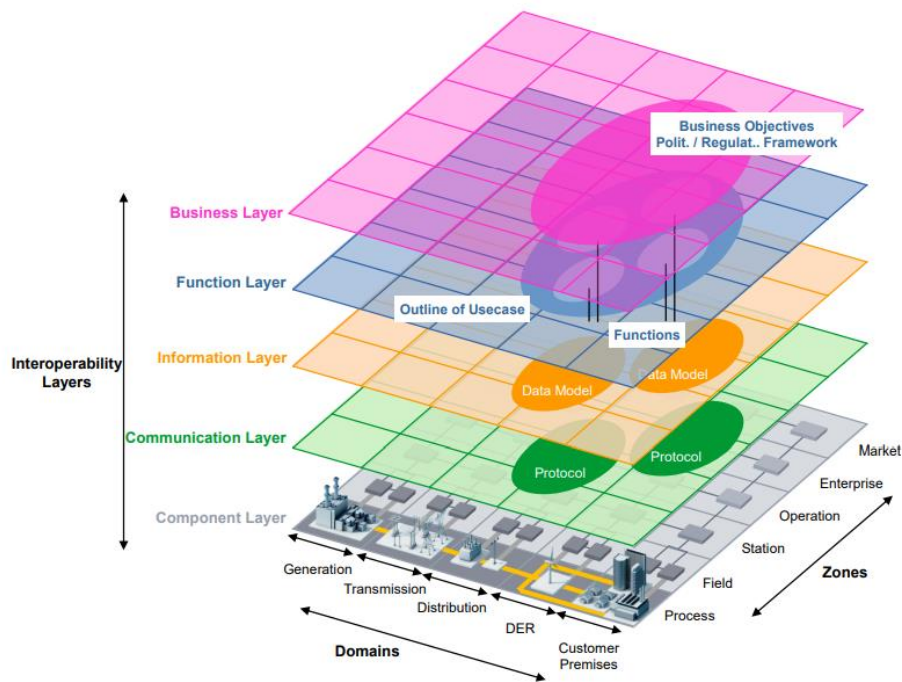 Business Objectives
Polit. / Regulat.. Framework
Business Layer
Function Layer
Outline of Usecase
Functions
Interoperability
Layers
Information Layer
Data Model
Data Model
Communication Layer
Protocol
Protocol
Component Layer
Market
Enterprise
Operation
Station
Field
Process
Zones
Generation
Transmission
Distribution
DER
Customer
Premises
Domains